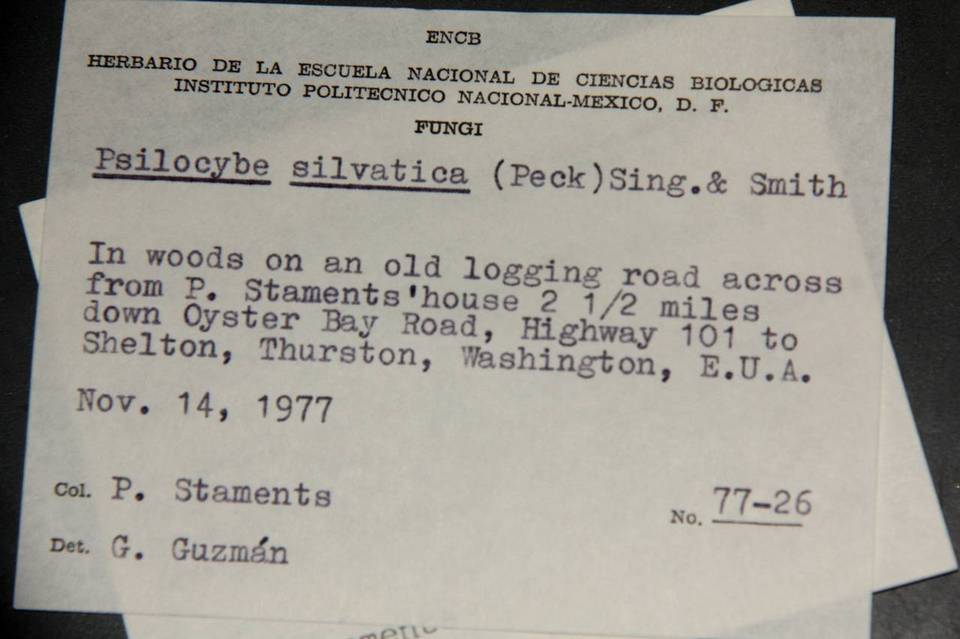 ENCB
HERBARIO DE LA ESCUELA NACIONAL DE CIENCIAS BIOLOGICAS
INSTITUTO POLITECNICO NACIONAL-MEXICO, D. F.
FUNGI
Psilocybe silvatica (Peck)Sing.& Smith
In woods on an old logging road across
from P. Staments'house 2 1/2 miles
down Oyster Bay Road, Highway 101 to
Shelton, Thurston, Washington, E.U.A.
Nov. 14, 1977
Col. P. Staments
No. 77-26
Det. G. Guzmán